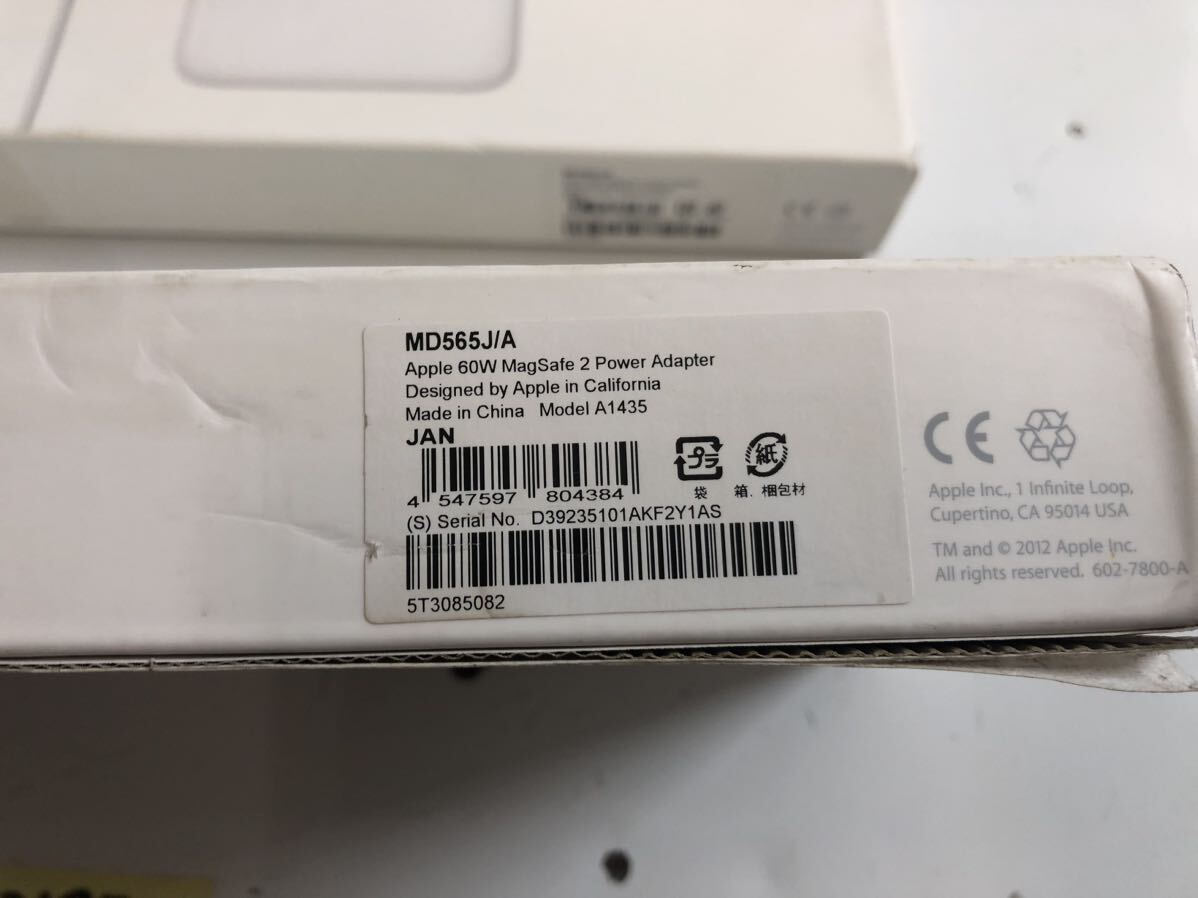 MD565J/A
Apple 60W MagSafe 2 Power Adapter
Designed by Apple in California
Made in China Model A1435
JAN
4 547597 804384
プラ
袋
紙
箱、梱包材
(S) Serial No. D39235101AKF2Y1AS
5T3085082
CE
Apple Inc., 1 Infinite Loop,
Cupertino, CA 95014 USA
TM and © 2012 Apple Inc.
All rights reserved. 602-7800-A